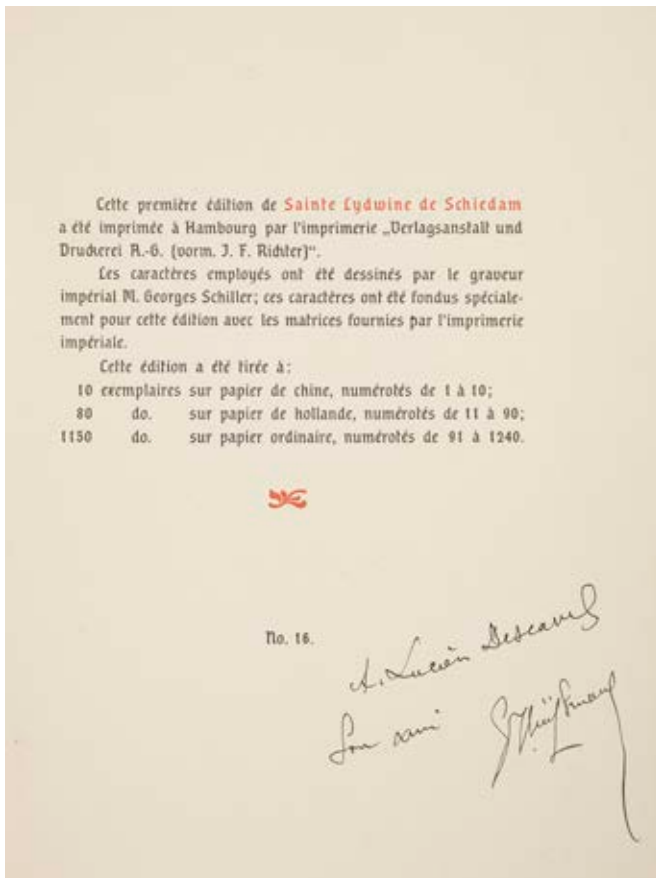 Cette première édition de Sainte Lydwine de Schiedam
a été imprimée à Hambourg par l'imprimerie „Verlagsanstalt und
Druckerei A.-G. (vorm. J. F. Richter)“.
Les caractères employés ont été dessinés par le graveur
impérial M. Georges Schiller; ces caractères ont été fondus spéciale-
ment pour cette édition avec les matrices fournies par l'imprimerie
impériale.
Cette édition a été tirée à:
10 exemplaires sur papier de chine, numérotés de 1 à 10;
80 do. sur papier de hollande, numérotés de 11 à 90;
1150 do. sur papier ordinaire, numérotés de 91 à 1240.
No. 16.
A. Lucien Descaves
Son ami G Huÿsmans